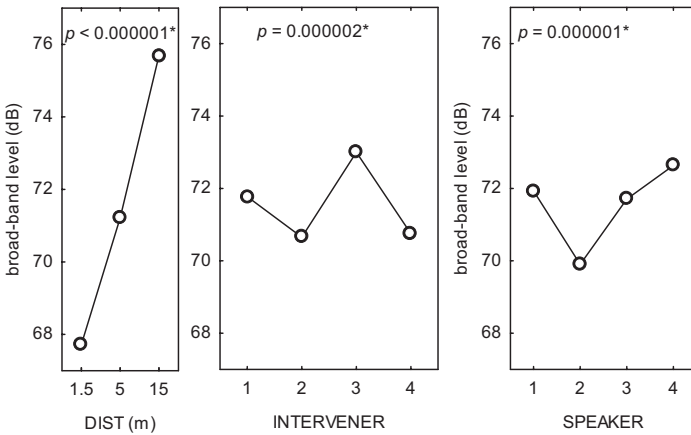 p < 0.000001*
76
74
72
70
68
broad-band level (dB)
1.5 5 15
DIST (m)
p = 0.000002*
76
74
72
70
68
1 2 3 4
INTERVENER
p = 0.000001*
76
74
72
70
68
broad-band level (dB)
1 2 3 4
SPEAKER